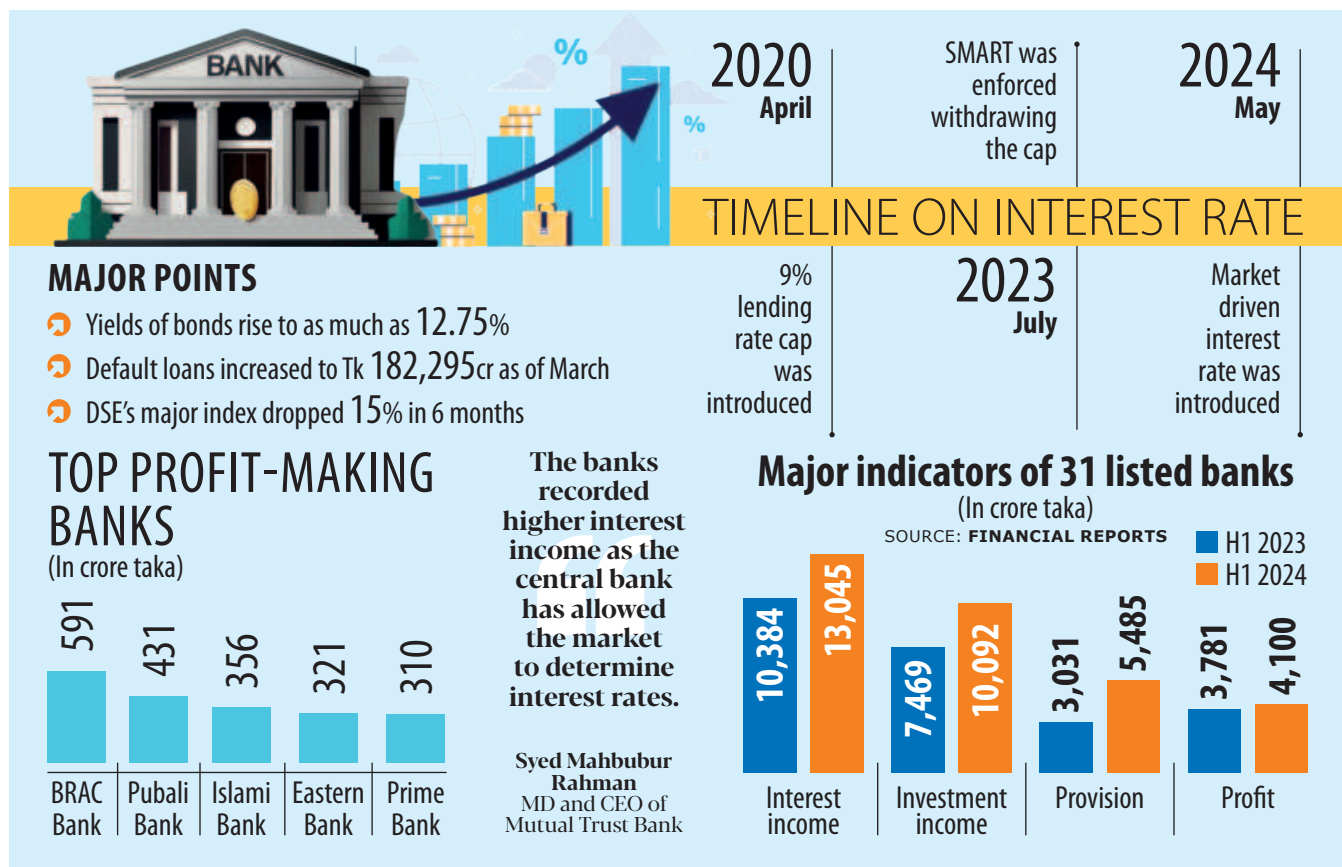 BANK
%
%
2020
April
SMART was
enforced
withdrawing
the cap
2024
May
TIMELINE ON INTEREST RATE
9%
lending
rate cap
was
introduced
2023
July
Market
driven
interest
rate was
introduced
MAJOR POINTS
Yields of bonds rise to as much as 12.75%
Default loans increased to Tk 182,295cr as of March
DSE's major index dropped 15% in 6 months
TOP PROFIT-MAKING
BANKS
(In crore taka)
591
431
356
321
310
BRAC
Bank
Pubali
Bank
Islami
Bank
Eastern
Bank
Prime
Bank
The banks
recorded
higher interest
income as the
central bank
has allowed
the market
to determine
interest rates.
Syed Mahbubur
Rahman
MD and CEO of
Mutual Trust Bank
Major indicators of 31 listed banks
(In crore taka)
SOURCE: FINANCIAL REPORTS
H1 2023
H1 2024
10,384
13,045
7,469
10,092
3,031
5,485
3,781
4,100
Interest
income
Investment
income
Provision
Profit